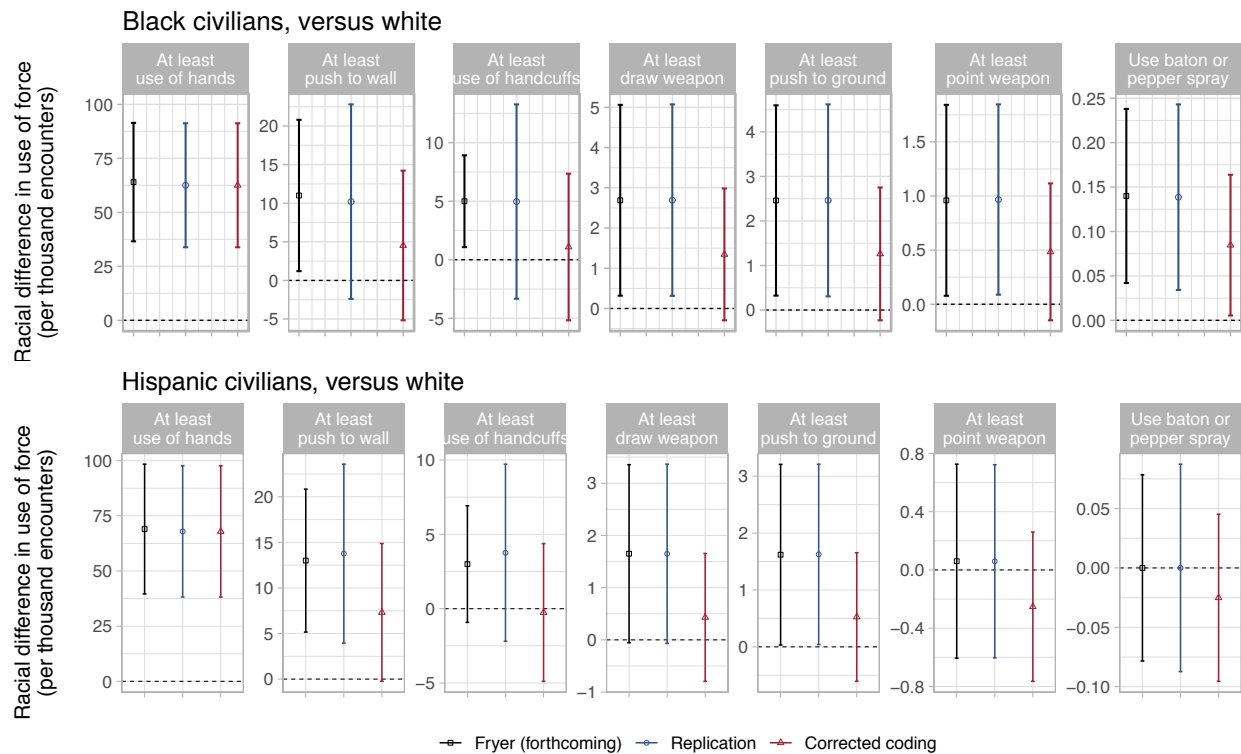 Black civilians, versus white
Racial difference in use of force
(per thousand encounters)
At least
use of hands
100
75
50
25
0
At least
push to wall
20
15
10
5
0
−5
At least
use of handcuffs
10
5
0
−5
At least
draw weapon
5
4
3
2
1
0
At least
push to ground
4
3
2
1
0
At least
point weapon
1.5
1.0
0.5
0.0
Use baton or
pepper spray
0.25
0.20
0.15
0.10
0.05
0.00
Hispanic civilians, versus white
Racial difference in use of force
(per thousand encounters)
At least
use of hands
100
75
50
25
0
At least
push to wall
20
15
10
5
0
At least
use of handcuffs
10
5
0
−5
At least
draw weapon
3
2
1
0
−1
At least
push to ground
3
2
1
0
At least
point weapon
0.8
0.4
0.0
−0.4
−0.8
Use baton or
pepper spray
0.05
0.00
−0.05
−0.10
Fryer (forthcoming) Replication Corrected coding